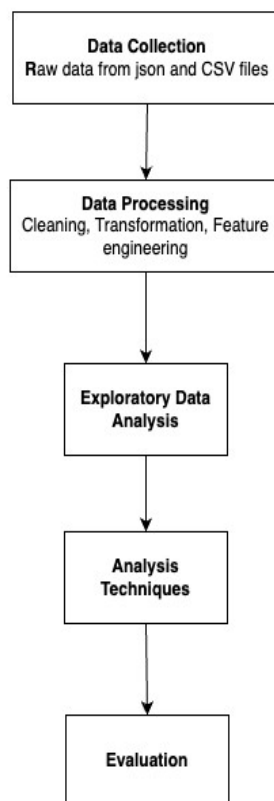 Data Collection
Raw data from json and CSV files
Data Processing
Cleaning, Transformation, Feature
engineering
Exploratory Data
Analysis
Analysis
Techniques
Evaluation